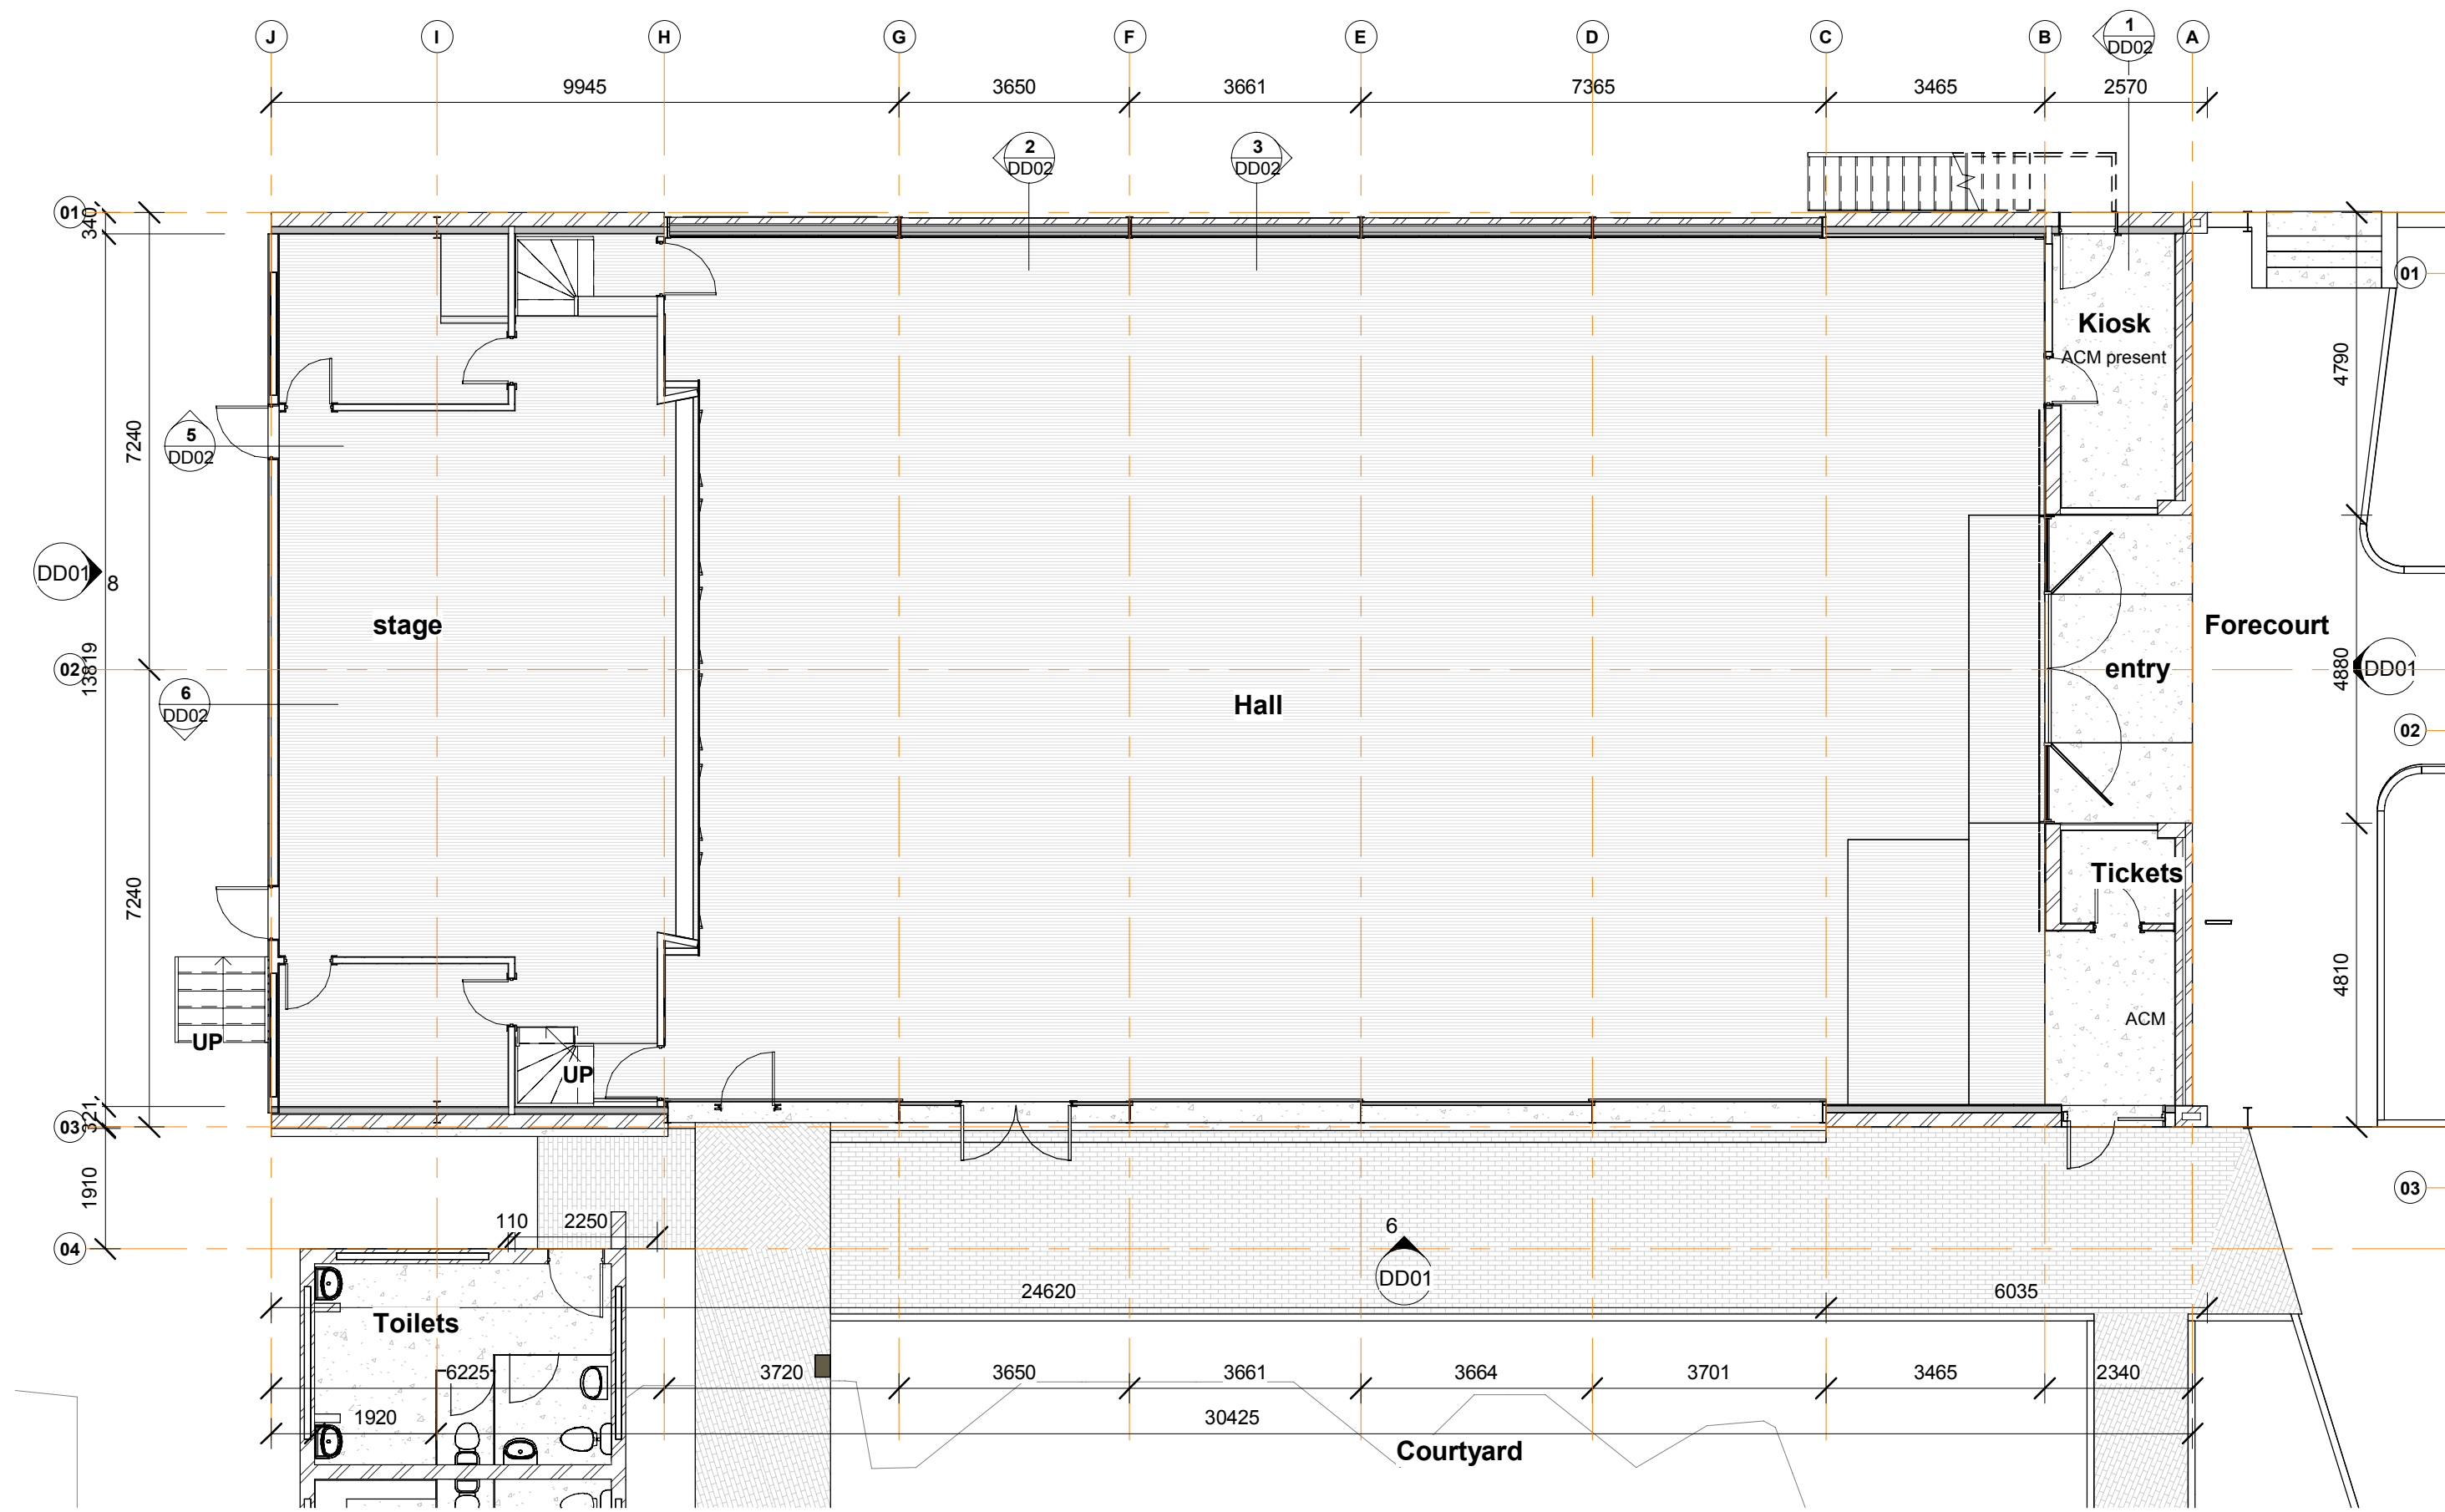 J
I
H
G
F
E
D
C
B
1
DD02
A
9945
3650
3661
7365
3465
2570
2
DD02
3
DD02
01
340
01
Kiosk
ACM present
4790
7240
5
DD02
DD01
8
stage
Forecourt
02
13819
entry
4880
DD01
6
DD02
Hall
02
Tickets
7240
4810
ACM
UP
UP
321
03
1910
03
110
2250
6
04
DD01
24620
6035
Toilets
6225
3720
3650
3661
3664
3701
3465
2340
1920
30425
Courtyard